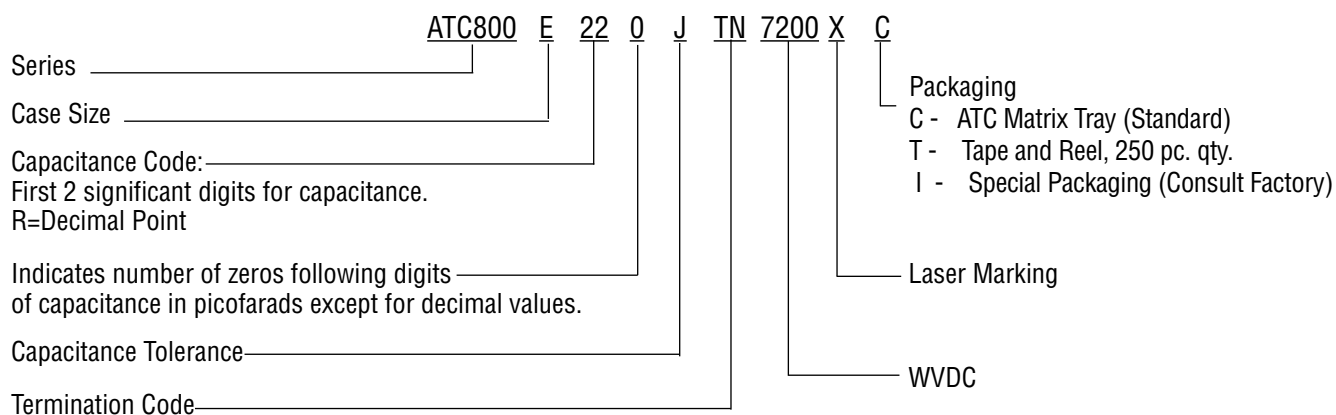 ATC800 E 22 0 J TN 7200 X C
Series
Case Size
Capacitance Code:
First 2 significant digits for capacitance.
R=Decimal Point
Indicates number of zeros following digits
of capacitance in picofarads except for decimal values.
Capacitance Tolerance
Termination Code
Packaging
C - ATC Matrix Tray (Standard)
T - Tape and Reel, 250 pc. qty.
I - Special Packaging (Consult Factory)
Laser Marking
WVDC